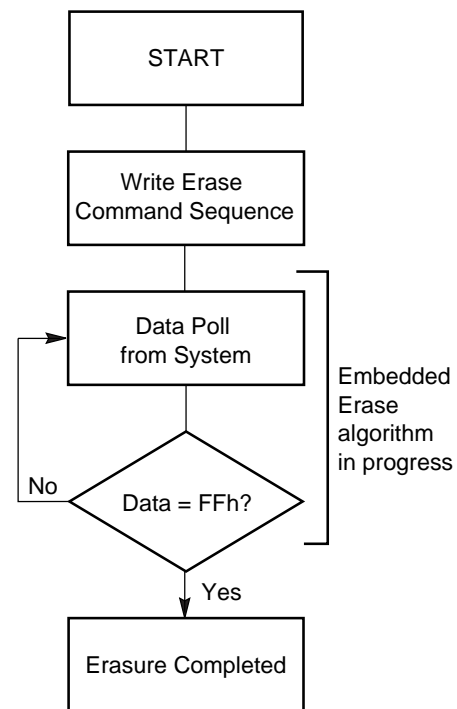 START
Write Erase
Command Sequence
Data Poll
from System
Embedded
Erase
algorithm
in progress
No
Data = FFh?
Yes
Erasure Completed